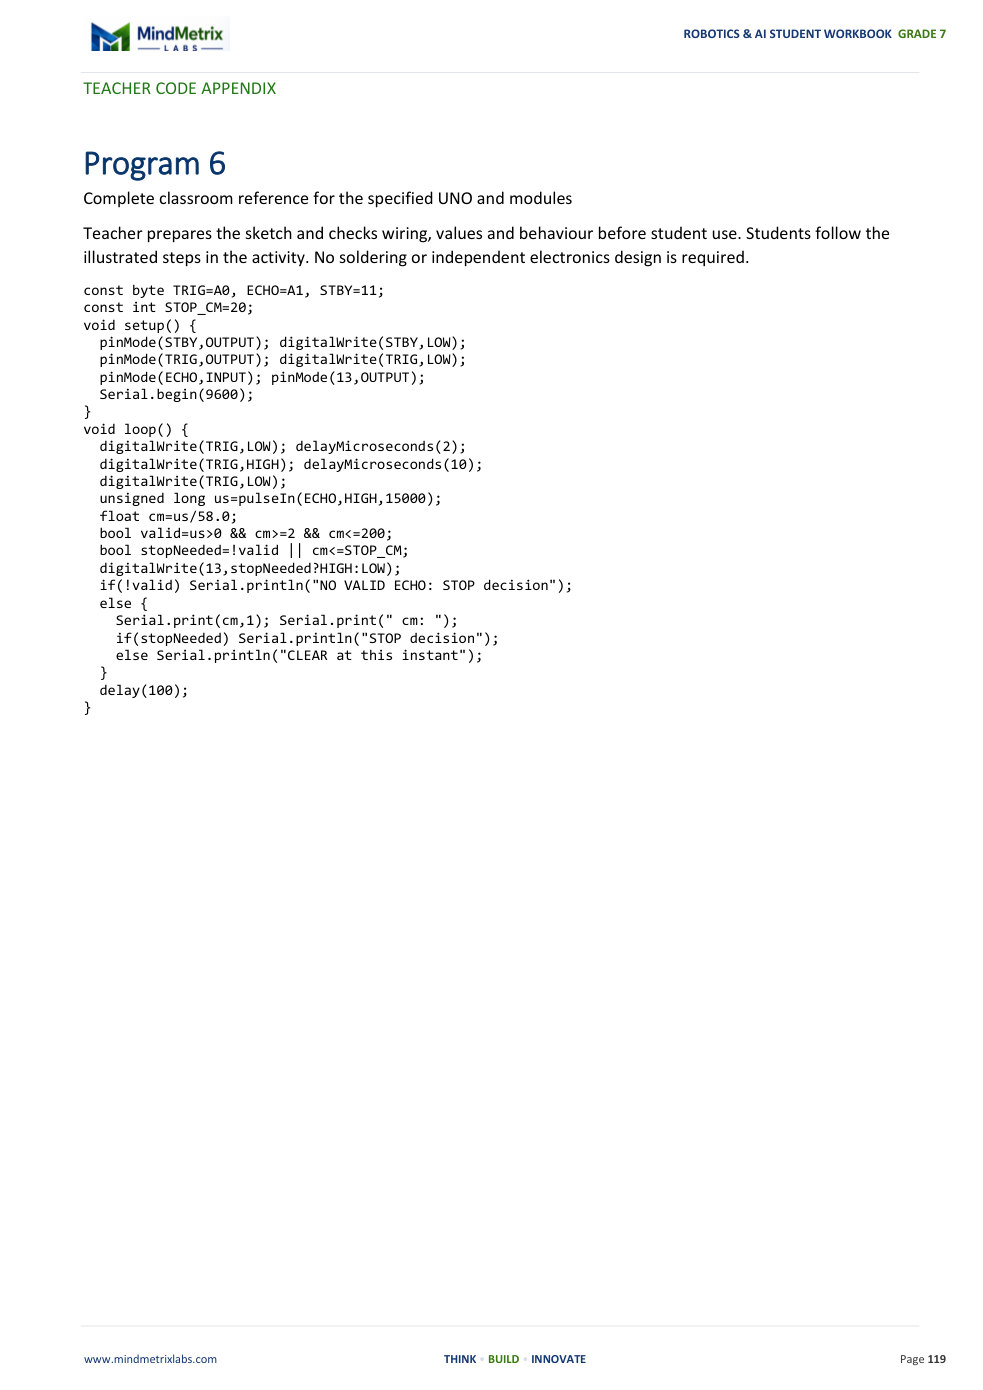 MindMetrix
LABS
ROBOTICS & AI STUDENT WORKBOOK GRADE 7
TEACHER CODE APPENDIX
Program 6
Complete classroom reference for the specified UNO and modules
Teacher prepares the sketch and checks wiring, values and behaviour before student use. Students follow the
illustrated steps in the activity. No soldering or independent electronics design is required.
const byte TRIG=A0, ECHO=A1, STBY=11;
const int STOP_CM=20;
void setup() {
  pinMode(STBY,OUTPUT); digitalWrite(STBY,LOW);
  pinMode(TRIG,OUTPUT); digitalWrite(TRIG,LOW);
  pinMode(ECHO,INPUT); pinMode(13,OUTPUT);
  Serial.begin(9600);
}
void loop() {
  digitalWrite(TRIG,LOW); delayMicroseconds(2);
  digitalWrite(TRIG,HIGH); delayMicroseconds(10);
  digitalWrite(TRIG,LOW);
  unsigned long us=pulseIn(ECHO,HIGH,15000);
  float cm=us/58.0;
  bool valid=us>0 && cm>=2 && cm<=200;
  bool stopNeeded=!valid || cm<=STOP_CM;
  digitalWrite(13,stopNeeded?HIGH:LOW);
  if(!valid) Serial.println("NO VALID ECHO: STOP decision");
  else {
    Serial.print(cm,1); Serial.print(" cm: ");
    if(stopNeeded) Serial.println("STOP decision");
    else Serial.println("CLEAR at this instant");
  }
  delay(100);
}
www.mindmetrixlabs.com
THINK • BUILD • INNOVATE
Page 119